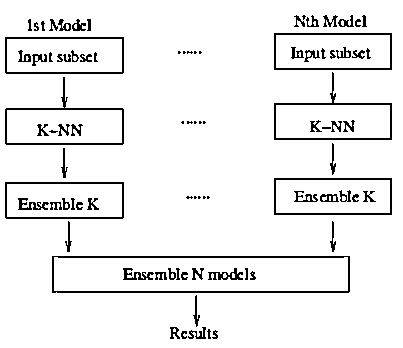 1st Model
Nth Model
Input subset
......
Input subset
K-NN
......
K-NN
Ensemble K
......
Ensemble K
Ensemble N models
Results